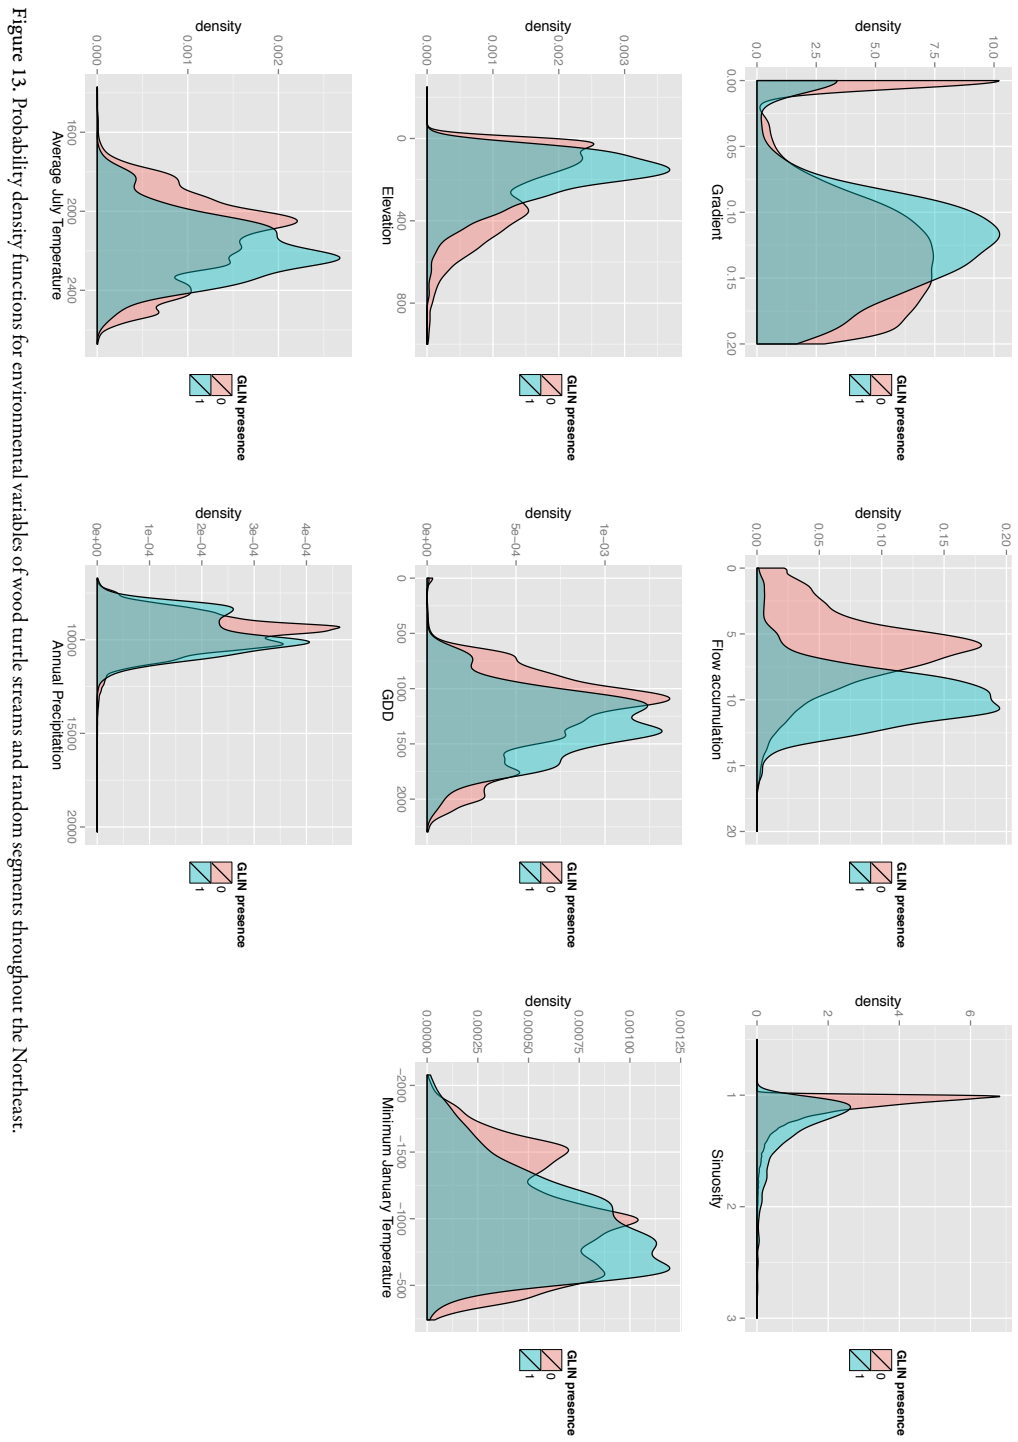 density
10.0
7.5
5.0
2.5
0.0
0.00 0.05 0.10 0.15 0.20
Gradient
GLIN presence
0
1
density
0.20
0.15
0.10
0.05
0.00
0 5 10 15 20
Flow accumulation
GLIN presence
0
1
density
6
4
2
0
1 2 3
Sinuosity
GLIN presence
0
1
density
0.003
0.002
0.001
0.000
0 400 800
Elevation
GLIN presence
0
1
density
1e−03
5e−04
0e+00
0 500 1000 1500 2000
GDD
GLIN presence
0
1
density
0.00125
0.00100
0.00075
0.00050
0.00025
0.00000
−2000 −1500 −1000 −500
Minimum January Temperature
GLIN presence
0
1
density
0.002
0.001
0.000
1600 2000 2400
Average July Temperature
GLIN presence
0
1
density
4e−04
3e−04
2e−04
1e−04
0e+00
10000 15000 20000
Annual Precipitation
GLIN presence
0
1
Figure 13. Probability density functions for environmental variables of wood turtle streams and random segments throughout the Northeast.